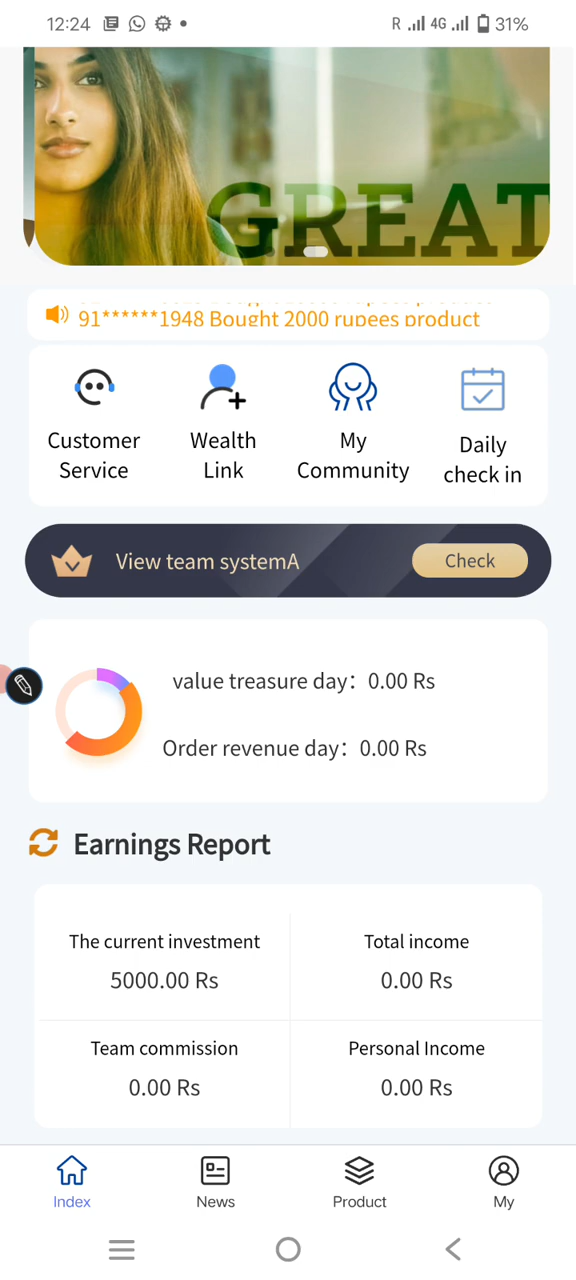 12:24
R 4G 31%
GREAT
91******1948 Bought 2000 rupees product
Customer Service
Wealth Link
My Community
Daily check in
View team systemA
Check
value treasure day: 0.00 Rs
Order revenue day: 0.00 Rs
Earnings Report
The current investment
5000.00 Rs
Total income
0.00 Rs
Team commission
0.00 Rs
Personal Income
0.00 Rs
Index
News
Product
My